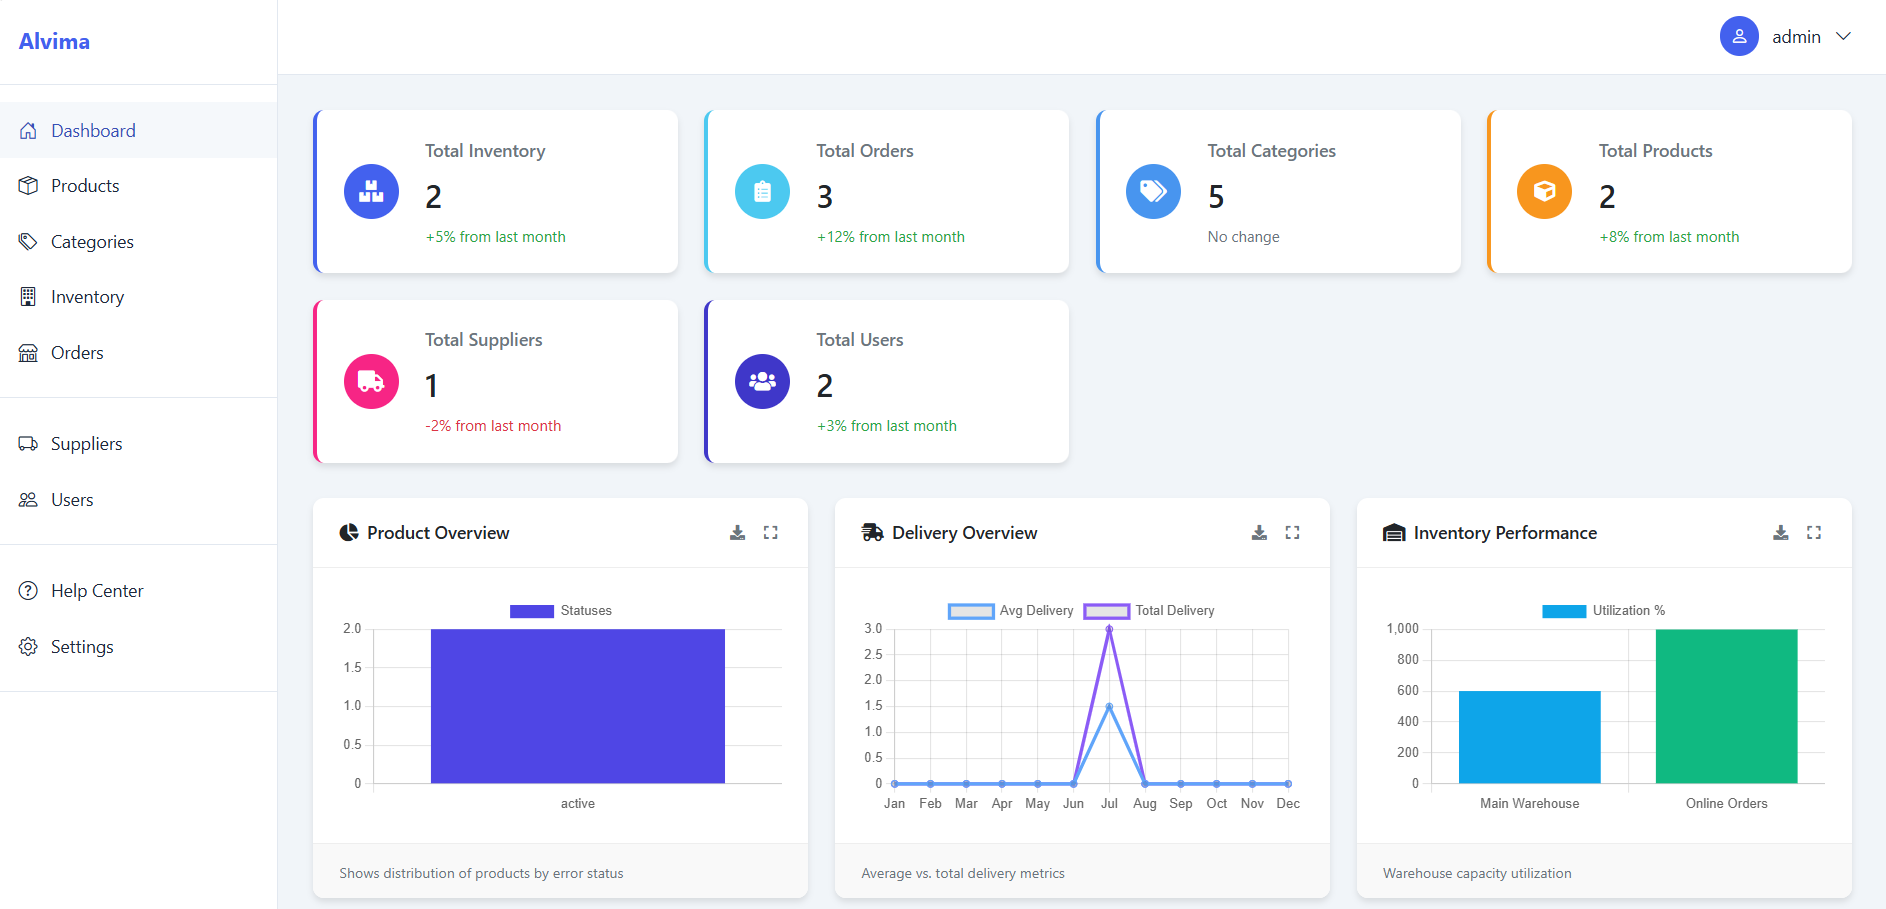 Alvima
admin
Dashboard
Products
Categories
Inventory
Orders
Suppliers
Users
Help Center
Settings
Total Inventory
2
+5% from last month
Total Orders
3
+12% from last month
Total Categories
5
No change
Total Products
2
+8% from last month
Total Suppliers
1
-2% from last month
Total Users
2
+3% from last month
Product Overview
Statuses
2.0
1.5
1.0
0.5
0
active
Shows distribution of products by error status
Delivery Overview
Avg Delivery Total Delivery
3.0
2.5
2.0
1.5
1.0
0.5
0
Jan Feb Mar Apr May Jun Jul Aug Sep Oct Nov Dec
Average vs. total delivery metrics
Inventory Performance
Utilization %
1,000
800
600
400
200
0
Main Warehouse Online Orders
Warehouse capacity utilization